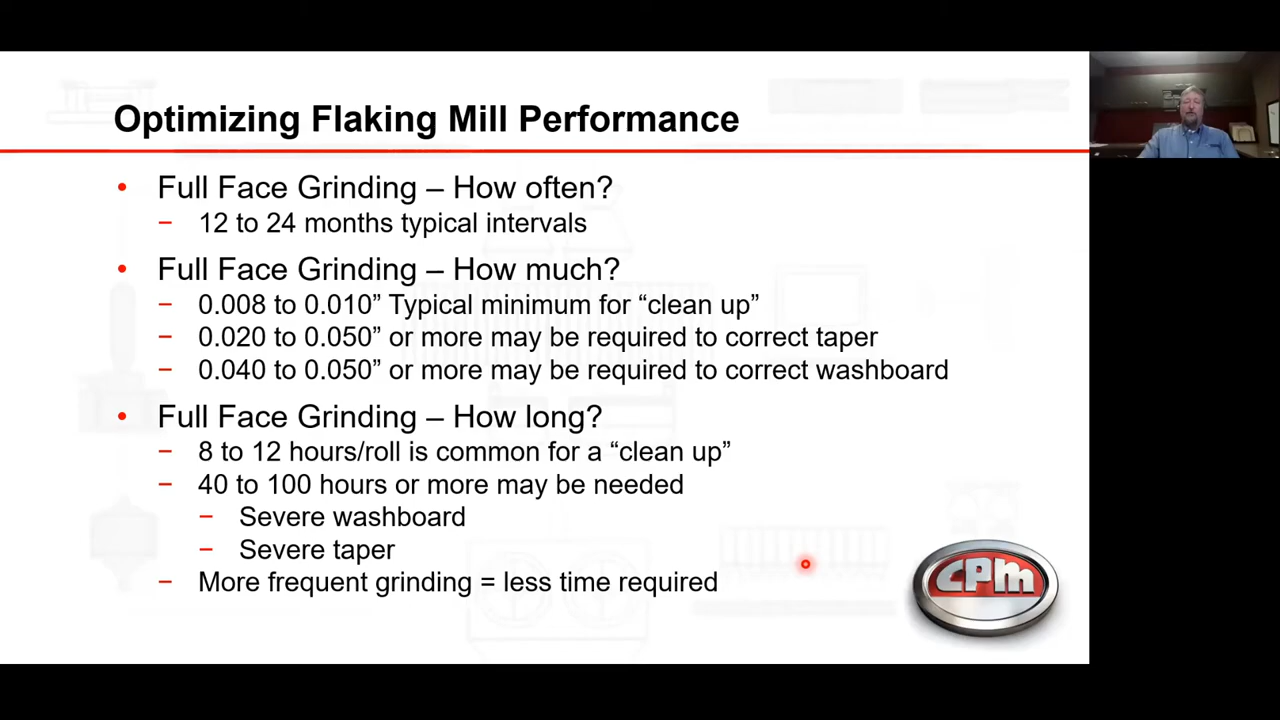 Optimizing Flaking Mill Performance
• Full Face Grinding – How often?
− 12 to 24 months typical intervals
• Full Face Grinding – How much?
− 0.008 to 0.010” Typical minimum for “clean up”
− 0.020 to 0.050” or more may be required to correct taper
− 0.040 to 0.050” or more may be required to correct washboard
• Full Face Grinding – How long?
− 8 to 12 hours/roll is common for a “clean up”
− 40 to 100 hours or more may be needed
− Severe washboard
− Severe taper
− More frequent grinding = less time required
CPM